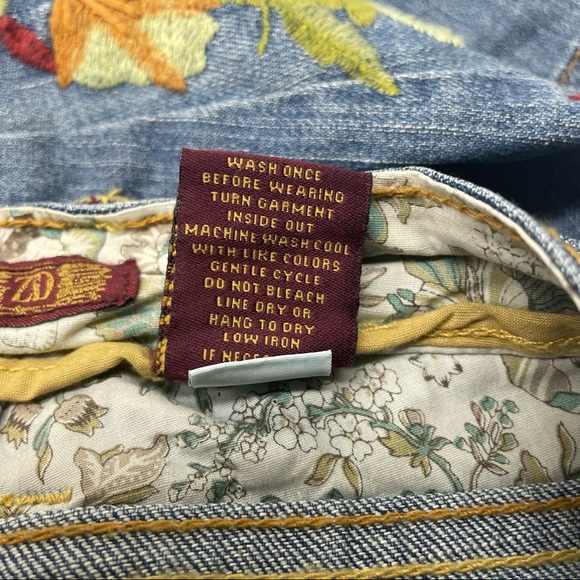 WASH ONCE
BEFORE WEARING
TURN GARMENT
INSIDE OUT
MACHINE WASH COOL
WITH LIKE COLORS
GENTLE CYCLE
DO NOT BLEACH
LINE DRY OR
HANG TO DRY
LOW IRON
IF